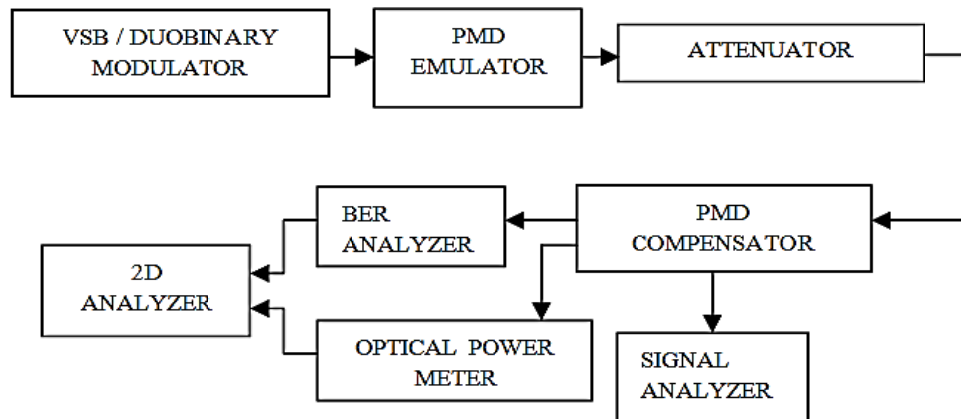 VSB / DUOBINARY
MODULATOR
PMD
EMULATOR
ATTENUATOR
BER
ANALYZER
PMD
COMPENSATOR
2D
ANALYZER
OPTICAL POWER
METER
SIGNAL
ANALYZER